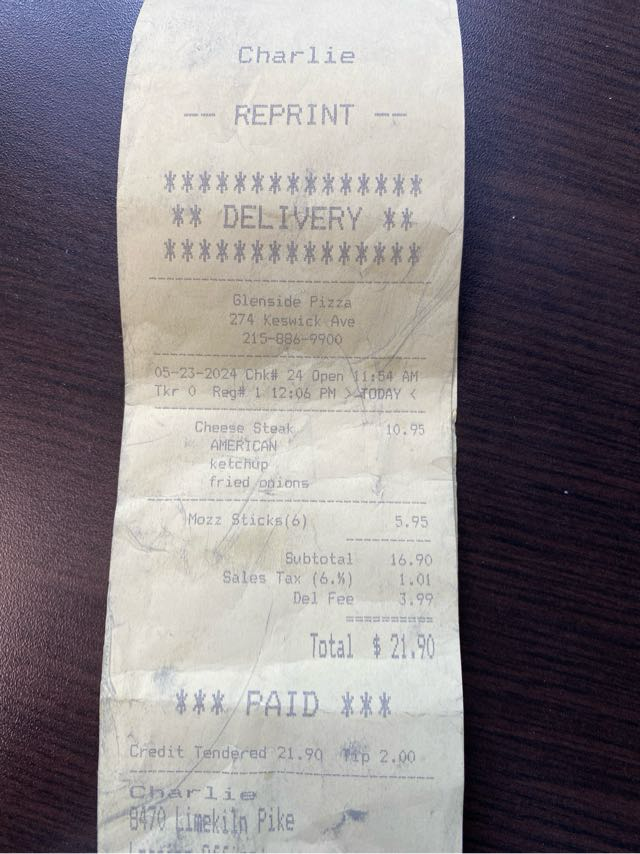 Charlie
-- REPRINT --
***************
** DELIVERY **
***************
Glenside Pizza
274 Keswick Ave
215-886-9900
05-23-2024 Chk# 24 Open 11:54 AM
Tkr 0 Reg# 1 12:06 PM >TODAY <
Cheese Steak 10.95
AMERICAN
ketchup
fried onions
Mozz Sticks(6) 5.95
Subtotal 16.90
Sales Tax (6.%) 1.01
Del Fee 3.99
Total $ 21.90
*** PAID ***
Credit Tendered 21.90 Tip 2.00
Charlie
8470 Limekiln Pike